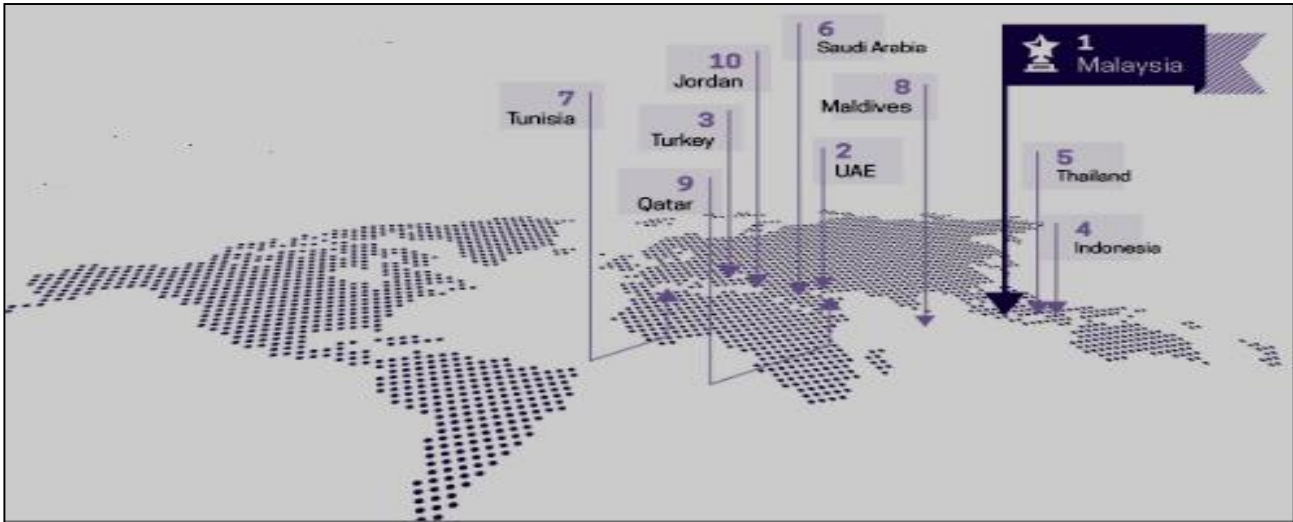 6
Saudi Arabia
1
Malaysia
10
Jordan
8
Maldives
7
Tunisia
3
Turkey
2
UAE
5
Thailand
9
Qatar
4
Indonesia